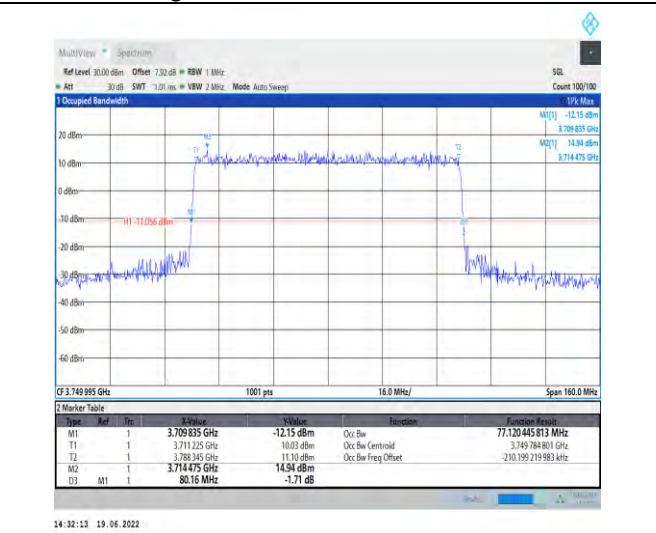 MultiView Spectrum
Ref Level 30.00 dBm Offset 7.92 dB RBW 1 MHz SGL
Att 30 dB SWT 1.01 ms VBW 2 MHz Mode Auto Sweep Count 100/100
1 Occupied Bandwidth 1Pk Max
M1[1] -12.15 dBm
3.709 835 GHz
M2[1] 14.94 dBm
3.714 475 GHz
20 dBm
M2
T1 T2
10 dBm
0 dBm
M1
-10 dBm
H1 -11.056 dBm
-20 dBm
-30 dBm
-40 dBm
-50 dBm
-60 dBm
CF 3.749 995 GHz 1001 pts 16.0 MHz/ Span 160.0 MHz
2 Marker Table
Type Ref Trc X-Value Y-Value Function Function Result
M1 1 3.709 835 GHz -12.15 dBm Occ Bw 77.120 445 813 MHz
T1 1 3.711 225 GHz 10.03 dBm Occ Bw Centroid 3.749 784 801 GHz
T2 1 3.788 345 GHz 11.10 dBm Occ Bw Freq Offset -210.199 219 983 kHz
M2 1 3.714 475 GHz 14.94 dBm
D3 M1 1 80.16 MHz -1.71 dB
14:32:13 19.06.2022